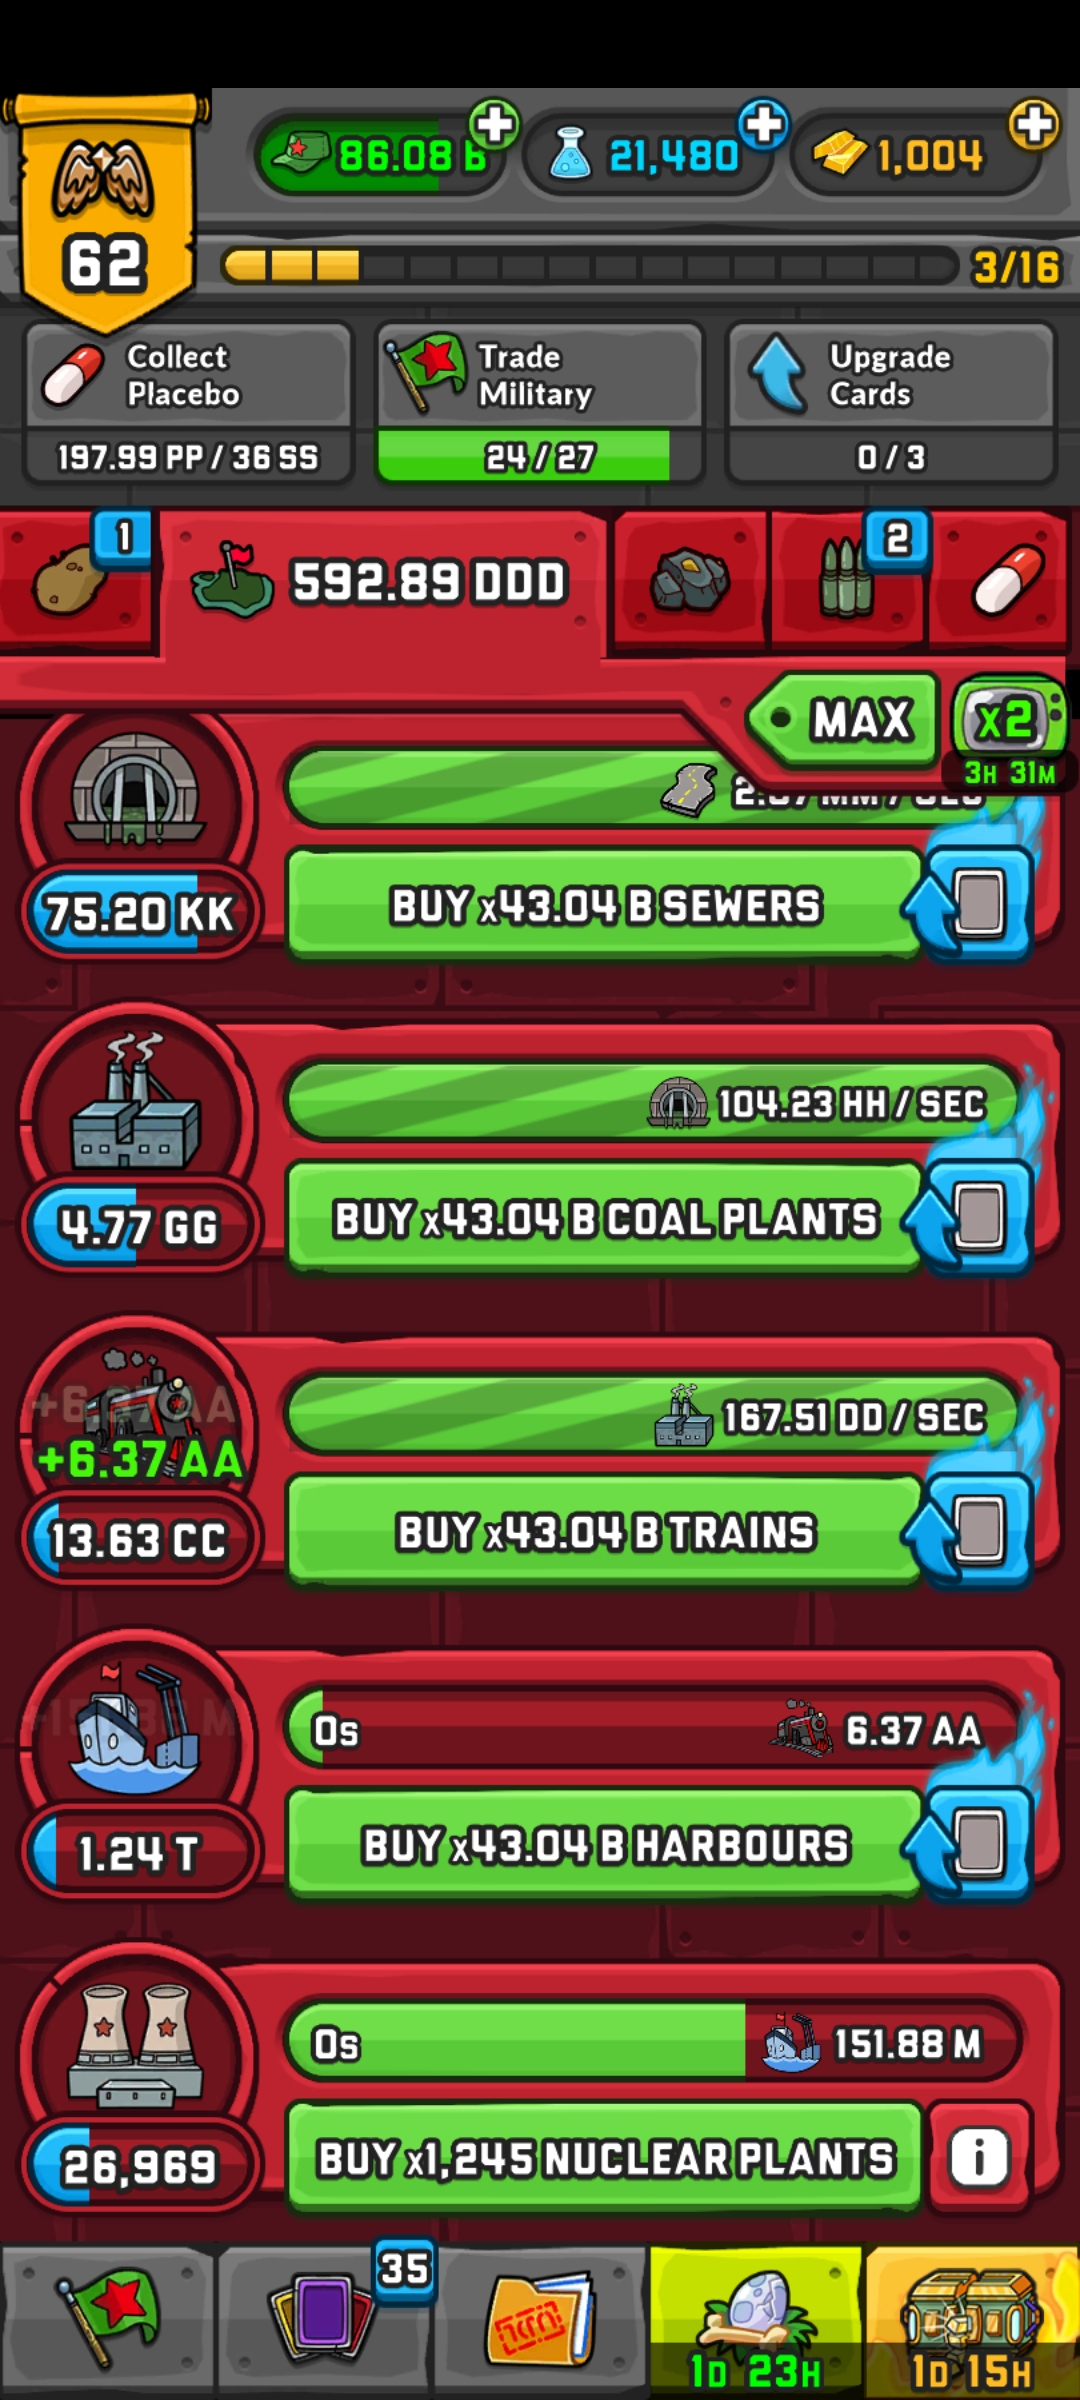 86.08 B
21,480
1,004
62
3/16
Collect
Placebo
197.99 PP / 36 SS
Trade
Military
24 / 27
Upgrade
Cards
0 / 3
1
592.89 DDD
2
MAX
x2
3H 31M
75.20 KK
BUY x43.04 B SEWERS
104.23 HH / SEC
4.77 GG
BUY x43.04 B COAL PLANTS
167.51 DD / SEC
+6.37 AA
+6.37 AA
13.63 CC
BUY x43.04 B TRAINS
0s
6.37 AA
1.24 T
BUY x43.04 B HARBOURS
0s
151.88 M
26,969
BUY x1,245 NUCLEAR PLANTS
i
35
1D 23H
1D 15H